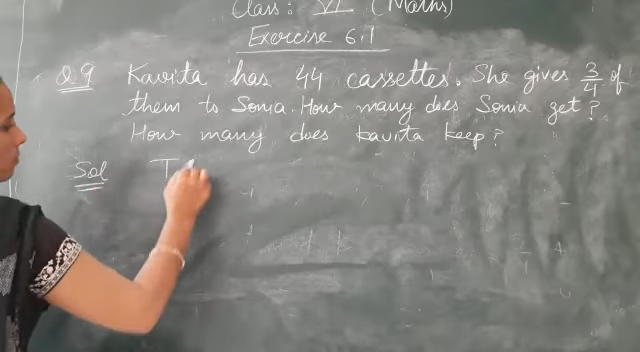 Class: VI (Maths)
Exercise 6.1
Q.9 Kavita has 44 cassettes. She gives 3/4 of
them to Sonia. How many does Sonia get?
How many does Kavita keep?
Sol T